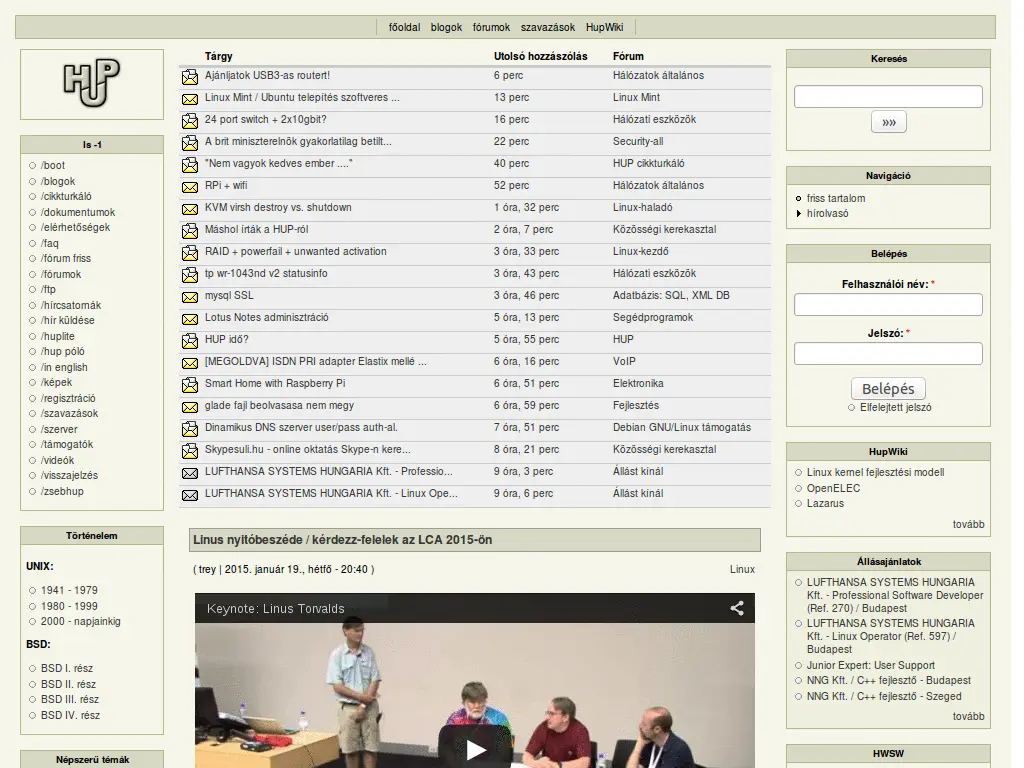 főoldal blogok fórumok szavazások HupWiki
HUP
ls -1
/boot
/blogok
/cikkturkáló
/dokumentumok
/elérhetőségek
/faq
/fórum friss
/fórumok
/ftp
/hírcsatornák
/hír küldése
/huplite
/hup póló
/in english
/képek
/regisztráció
/szavazások
/szerver
/támogatók
/videók
/visszajelzés
/zsebhup
Történelem
UNIX:
1941 - 1979
1980 - 1999
2000 - napjainkig
BSD:
BSD I. rész
BSD II. rész
BSD III. rész
BSD IV. rész
Népszerű témák
Tárgy Utolsó hozzászólás Fórum
Ajánljatok USB3-as routert! 6 perc Hálózatok általános
Linux Mint / Ubuntu telepítés szoftveres ... 13 perc Linux Mint
24 port switch + 2x10gbit? 16 perc Hálózati eszközök
A brit miniszterelnök gyakorlatilag betilt... 22 perc Security-all
"Nem vagyok kedves ember ...." 40 perc HUP cikkturkáló
RPi + wifi 52 perc Hálózatok általános
KVM virsh destroy vs. shutdown 1 óra, 32 perc Linux-haladó
Máshol írták a HUP-ról 2 óra, 7 perc Közösségi kerekasztal
RAID + powerfail + unwanted activation 3 óra, 33 perc Linux-kezdő
tp wr-1043nd v2 statusinfo 3 óra, 43 perc Hálózati eszközök
mysql SSL 3 óra, 46 perc Adatbázis: SQL, XML DB
Lotus Notes adminisztráció 5 óra, 13 perc Segédprogramok
HUP idő? 5 óra, 55 perc HUP
[MEGOLDVA] ISDN PRI adapter Elastix mellé ... 6 óra, 16 perc VoIP
Smart Home with Raspberry Pi 6 óra, 51 perc Elektronika
glade fajl beolvasasa nem megy 6 óra, 59 perc Fejlesztés
Dinamikus DNS szerver user/pass auth-al. 7 óra, 51 perc Debian GNU/Linux támogatás
Skypesuli.hu - online oktatás Skype-n kere... 8 óra, 21 perc Közösségi kerekasztal
LUFTHANSA SYSTEMS HUNGARIA Kft. - Professio... 9 óra, 3 perc Állást kínál
LUFTHANSA SYSTEMS HUNGARIA Kft. - Linux Ope... 9 óra, 6 perc Állást kínál
Linus nyitóbeszéde / kérdezz-felelek az LCA 2015-ön
( trey | 2015. január 19., hétfő - 20:40 ) Linux
Keynote: Linus Torvalds
Keresés
»»
Navigáció
friss tartalom
hírolvasó
Belépés
Felhasználói név: *
Jelszó: *
Belépés
Elfelejtett jelszó
HupWiki
Linux kernel fejlesztési modell
OpenELEC
Lazarus
tovább
Állásajánlatok
LUFTHANSA SYSTEMS HUNGARIA
Kft. - Professional Software Developer
(Ref. 270) / Budapest
LUFTHANSA SYSTEMS HUNGARIA
Kft. - Linux Operator (Ref. 597) /
Budapest
Junior Expert: User Support
NNG Kft. / C++ fejlesztő - Budapest
NNG Kft. / C++ fejlesztő - Szeged
tovább
HWSW